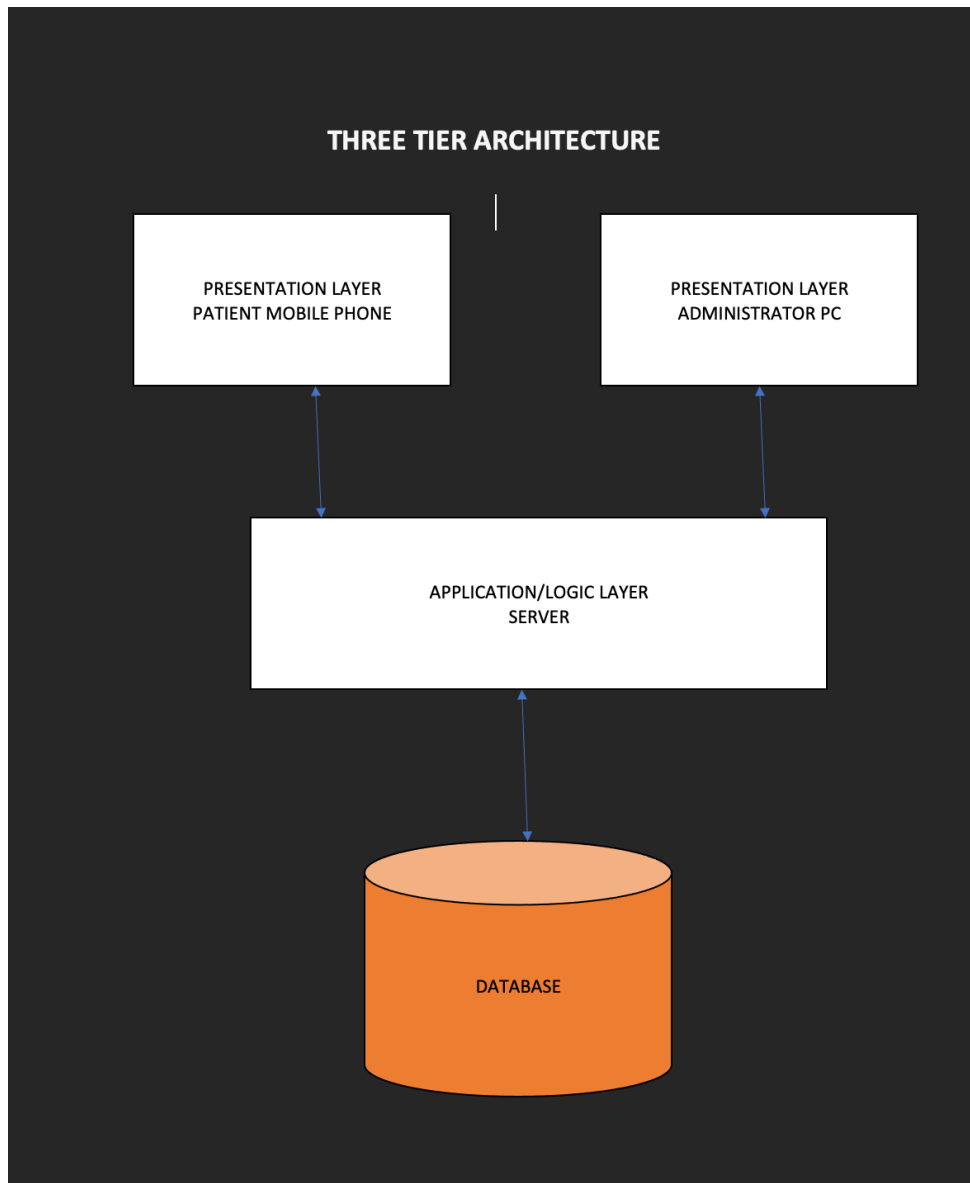 THREE TIER ARCHITECTURE
PRESENTATION LAYER
PATIENT MOBILE PHONE
PRESENTATION LAYER
ADMINISTRATOR PC
APPLICATION/LOGIC LAYER
SERVER
DATABASE